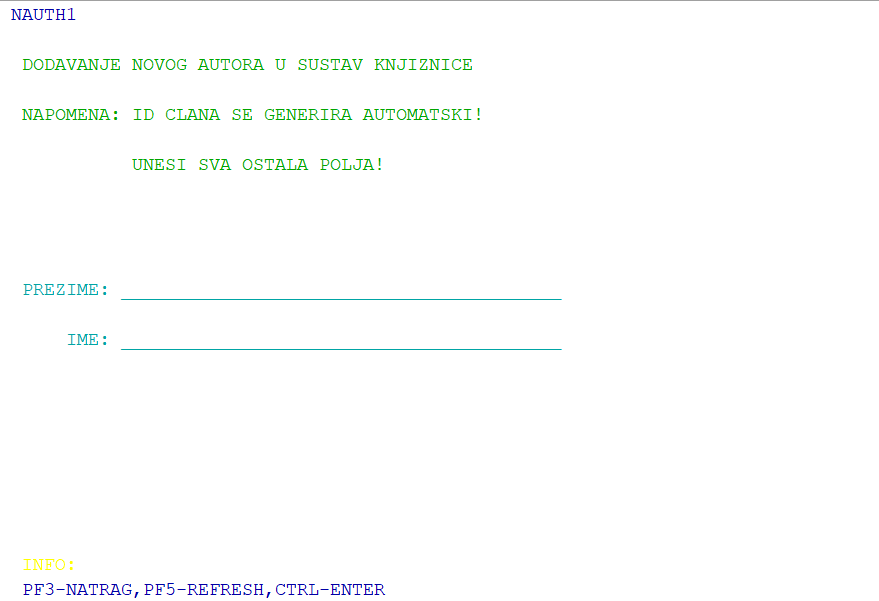 NAUTH1
DODAVANJE NOVOG AUTORA U SUSTAV KNJIZNICE
NAPOMENA: ID CLANA SE GENERIRA AUTOMATSKI!
UNESI SVA OSTALA POLJA!
PREZIME: ________________________________________
IME: ________________________________________
INFO:
PF3-NATRAG,PF5-REFRESH,CTRL-ENTER